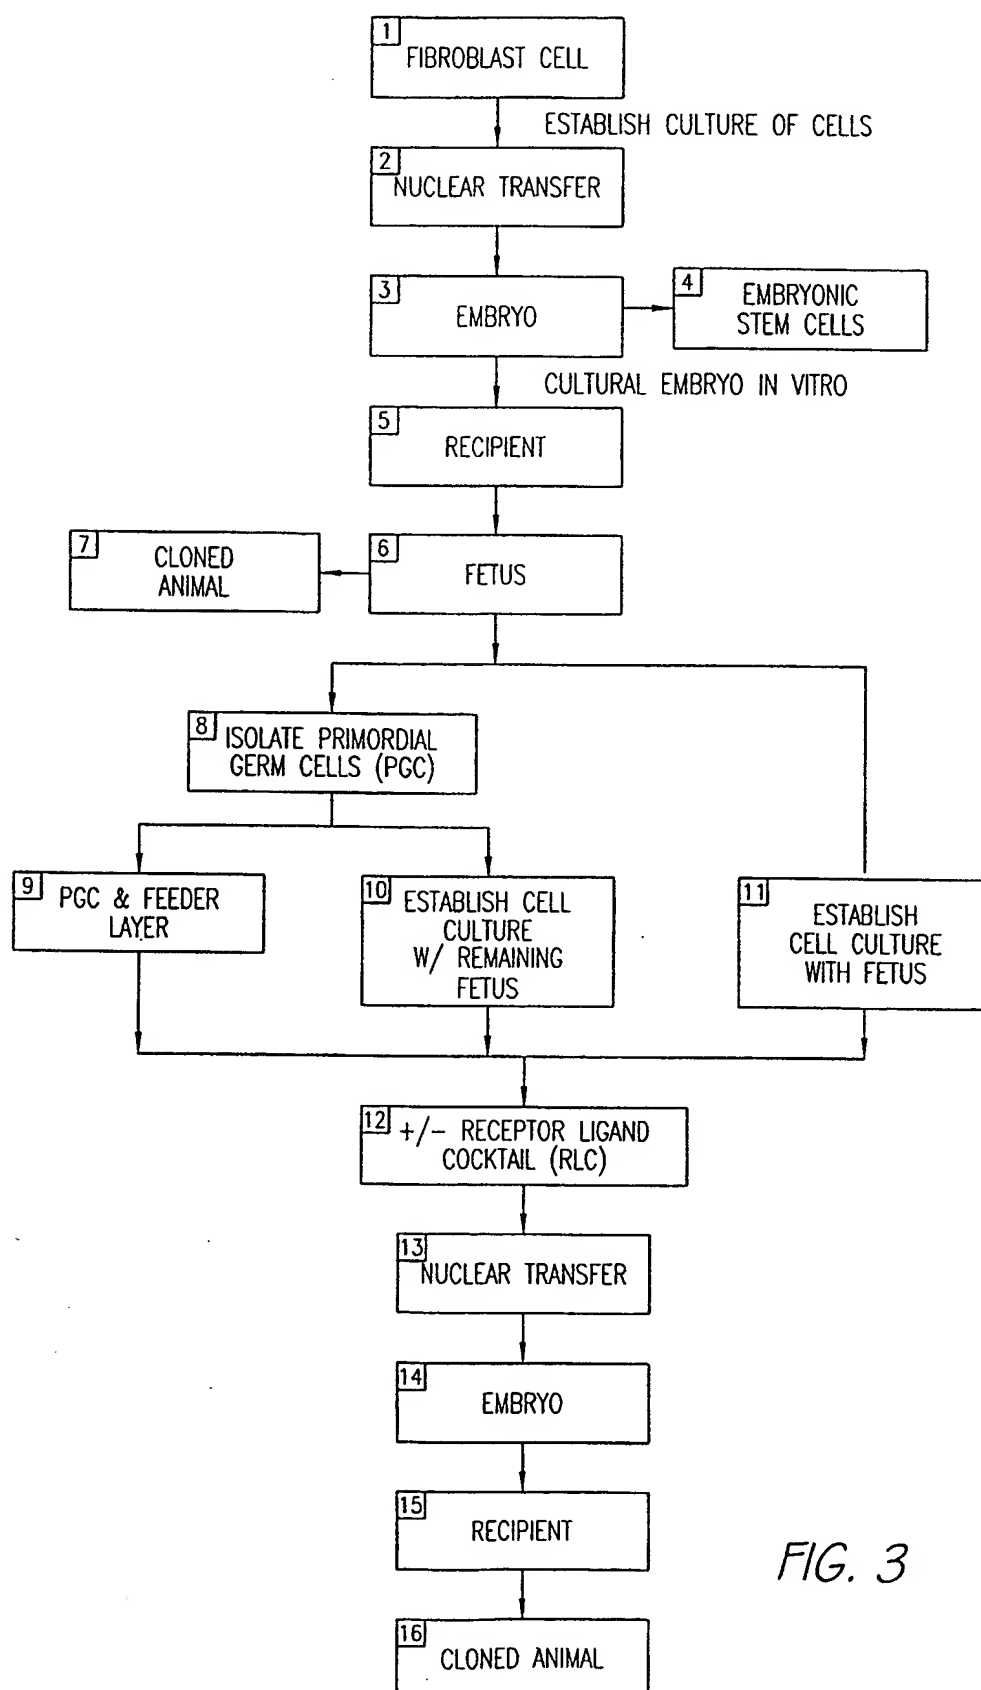 1
FIBROBLAST CELL
ESTABLISH CULTURE OF CELLS
2
NUCLEAR TRANSFER
3
EMBRYO
4
EMBRYONIC
STEM CELLS
CULTURAL EMBRYO IN VITRO
5
RECIPIENT
7
CLONED
ANIMAL
6
FETUS
8
ISOLATE PRIMORDIAL
GERM CELLS (PGC)
9
PGC & FEEDER
LAYER
10
ESTABLISH CELL
CULTURE
W/ REMAINING
FETUS
11
ESTABLISH
CELL CULTURE
WITH FETUS
12
+/- RECEPTOR LIGAND
COCKTAIL (RLC)
13
NUCLEAR TRANSFER
14
EMBRYO
15
RECIPIENT
16
CLONED ANIMAL
FIG. 3